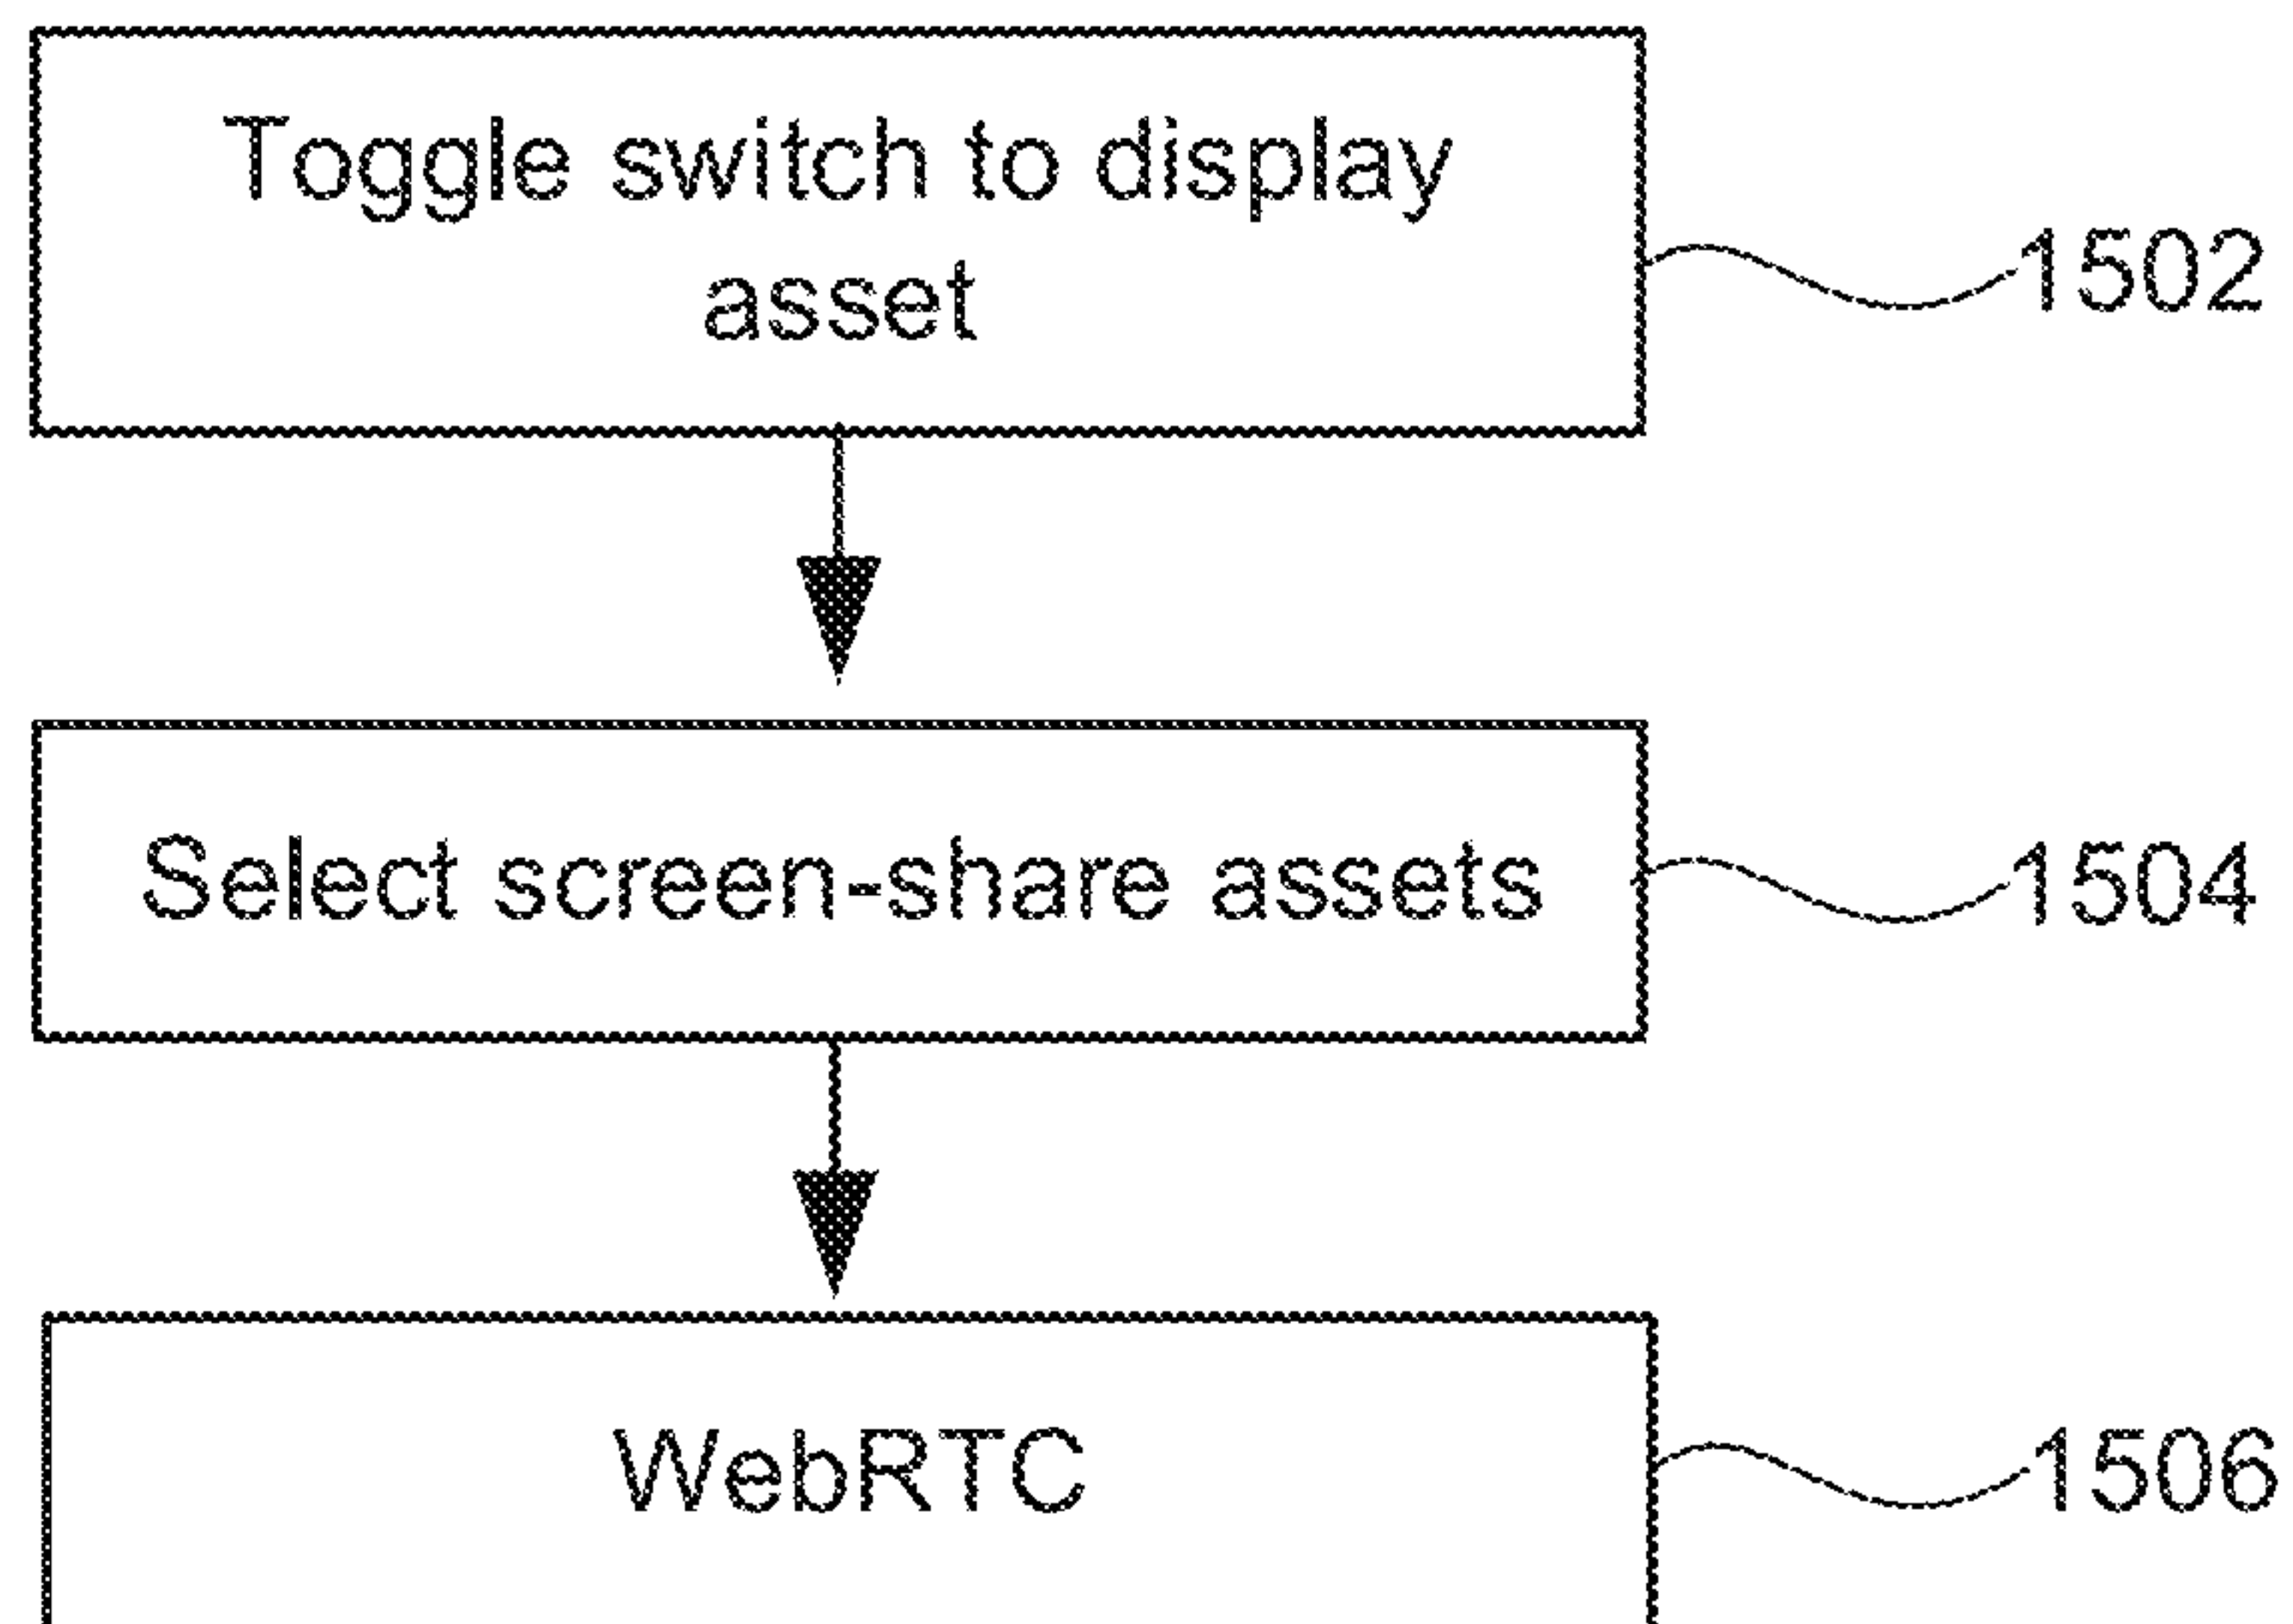 Toggle switch to display
asset
1502
Select screen-share assets
1504
WebRTC
1506